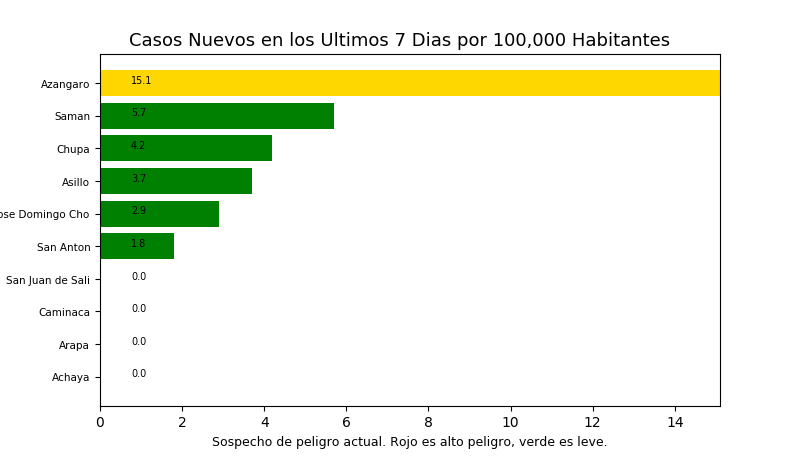 Casos Nuevos en los Ultimos 7 Dias por 100,000 Habitantes
Azangaro 15.1
Saman 5.7
Chupa 4.2
Asillo 3.7
ose Domingo Cho 2.9
San Anton 1.8
San Juan de Sali 0.0
Caminaca 0.0
Arapa 0.0
Achaya 0.0
0 2 4 6 8 10 12 14
Sospecho de peligro actual. Rojo es alto peligro, verde es leve.